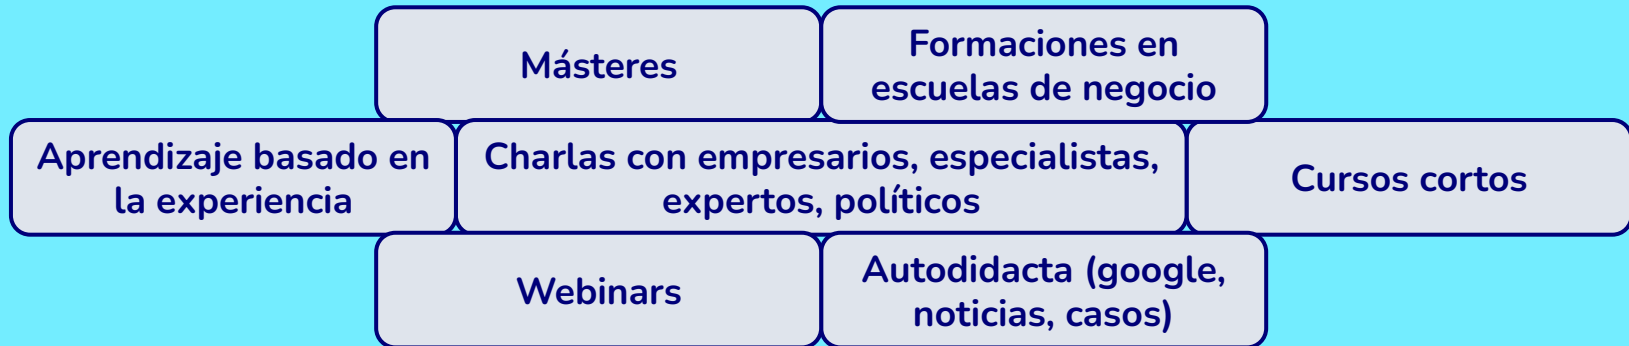 Másteres
Formaciones en
escuelas de negocio
Aprendizaje basado en
la experiencia
Charlas con empresarios, especialistas,
expertos, políticos
Cursos cortos
Webinars
Autodidacta (google,
noticias, casos)